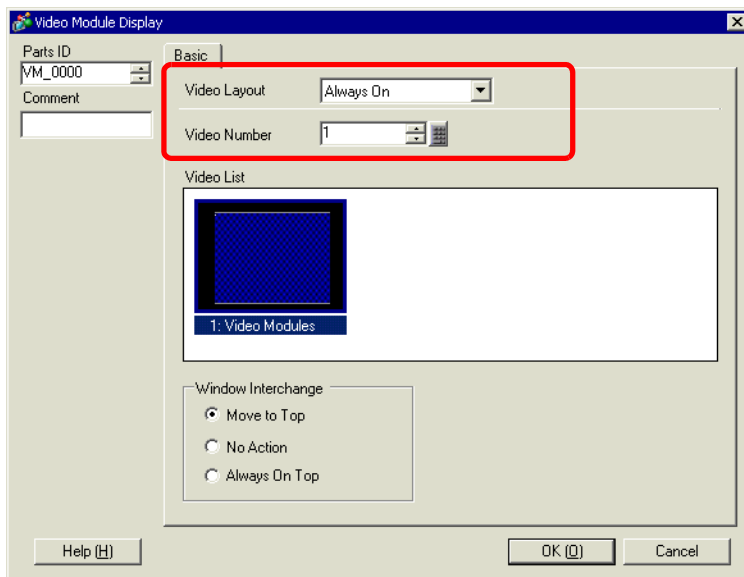 Video Module Display
Parts ID
VM_0000
Comment
Basic
Video Layout
Always On
Video Number
1
Video List
1: Video Modules
Window Interchange
Move to Top
No Action
Always On Top
Help (H)
OK (O)
Cancel